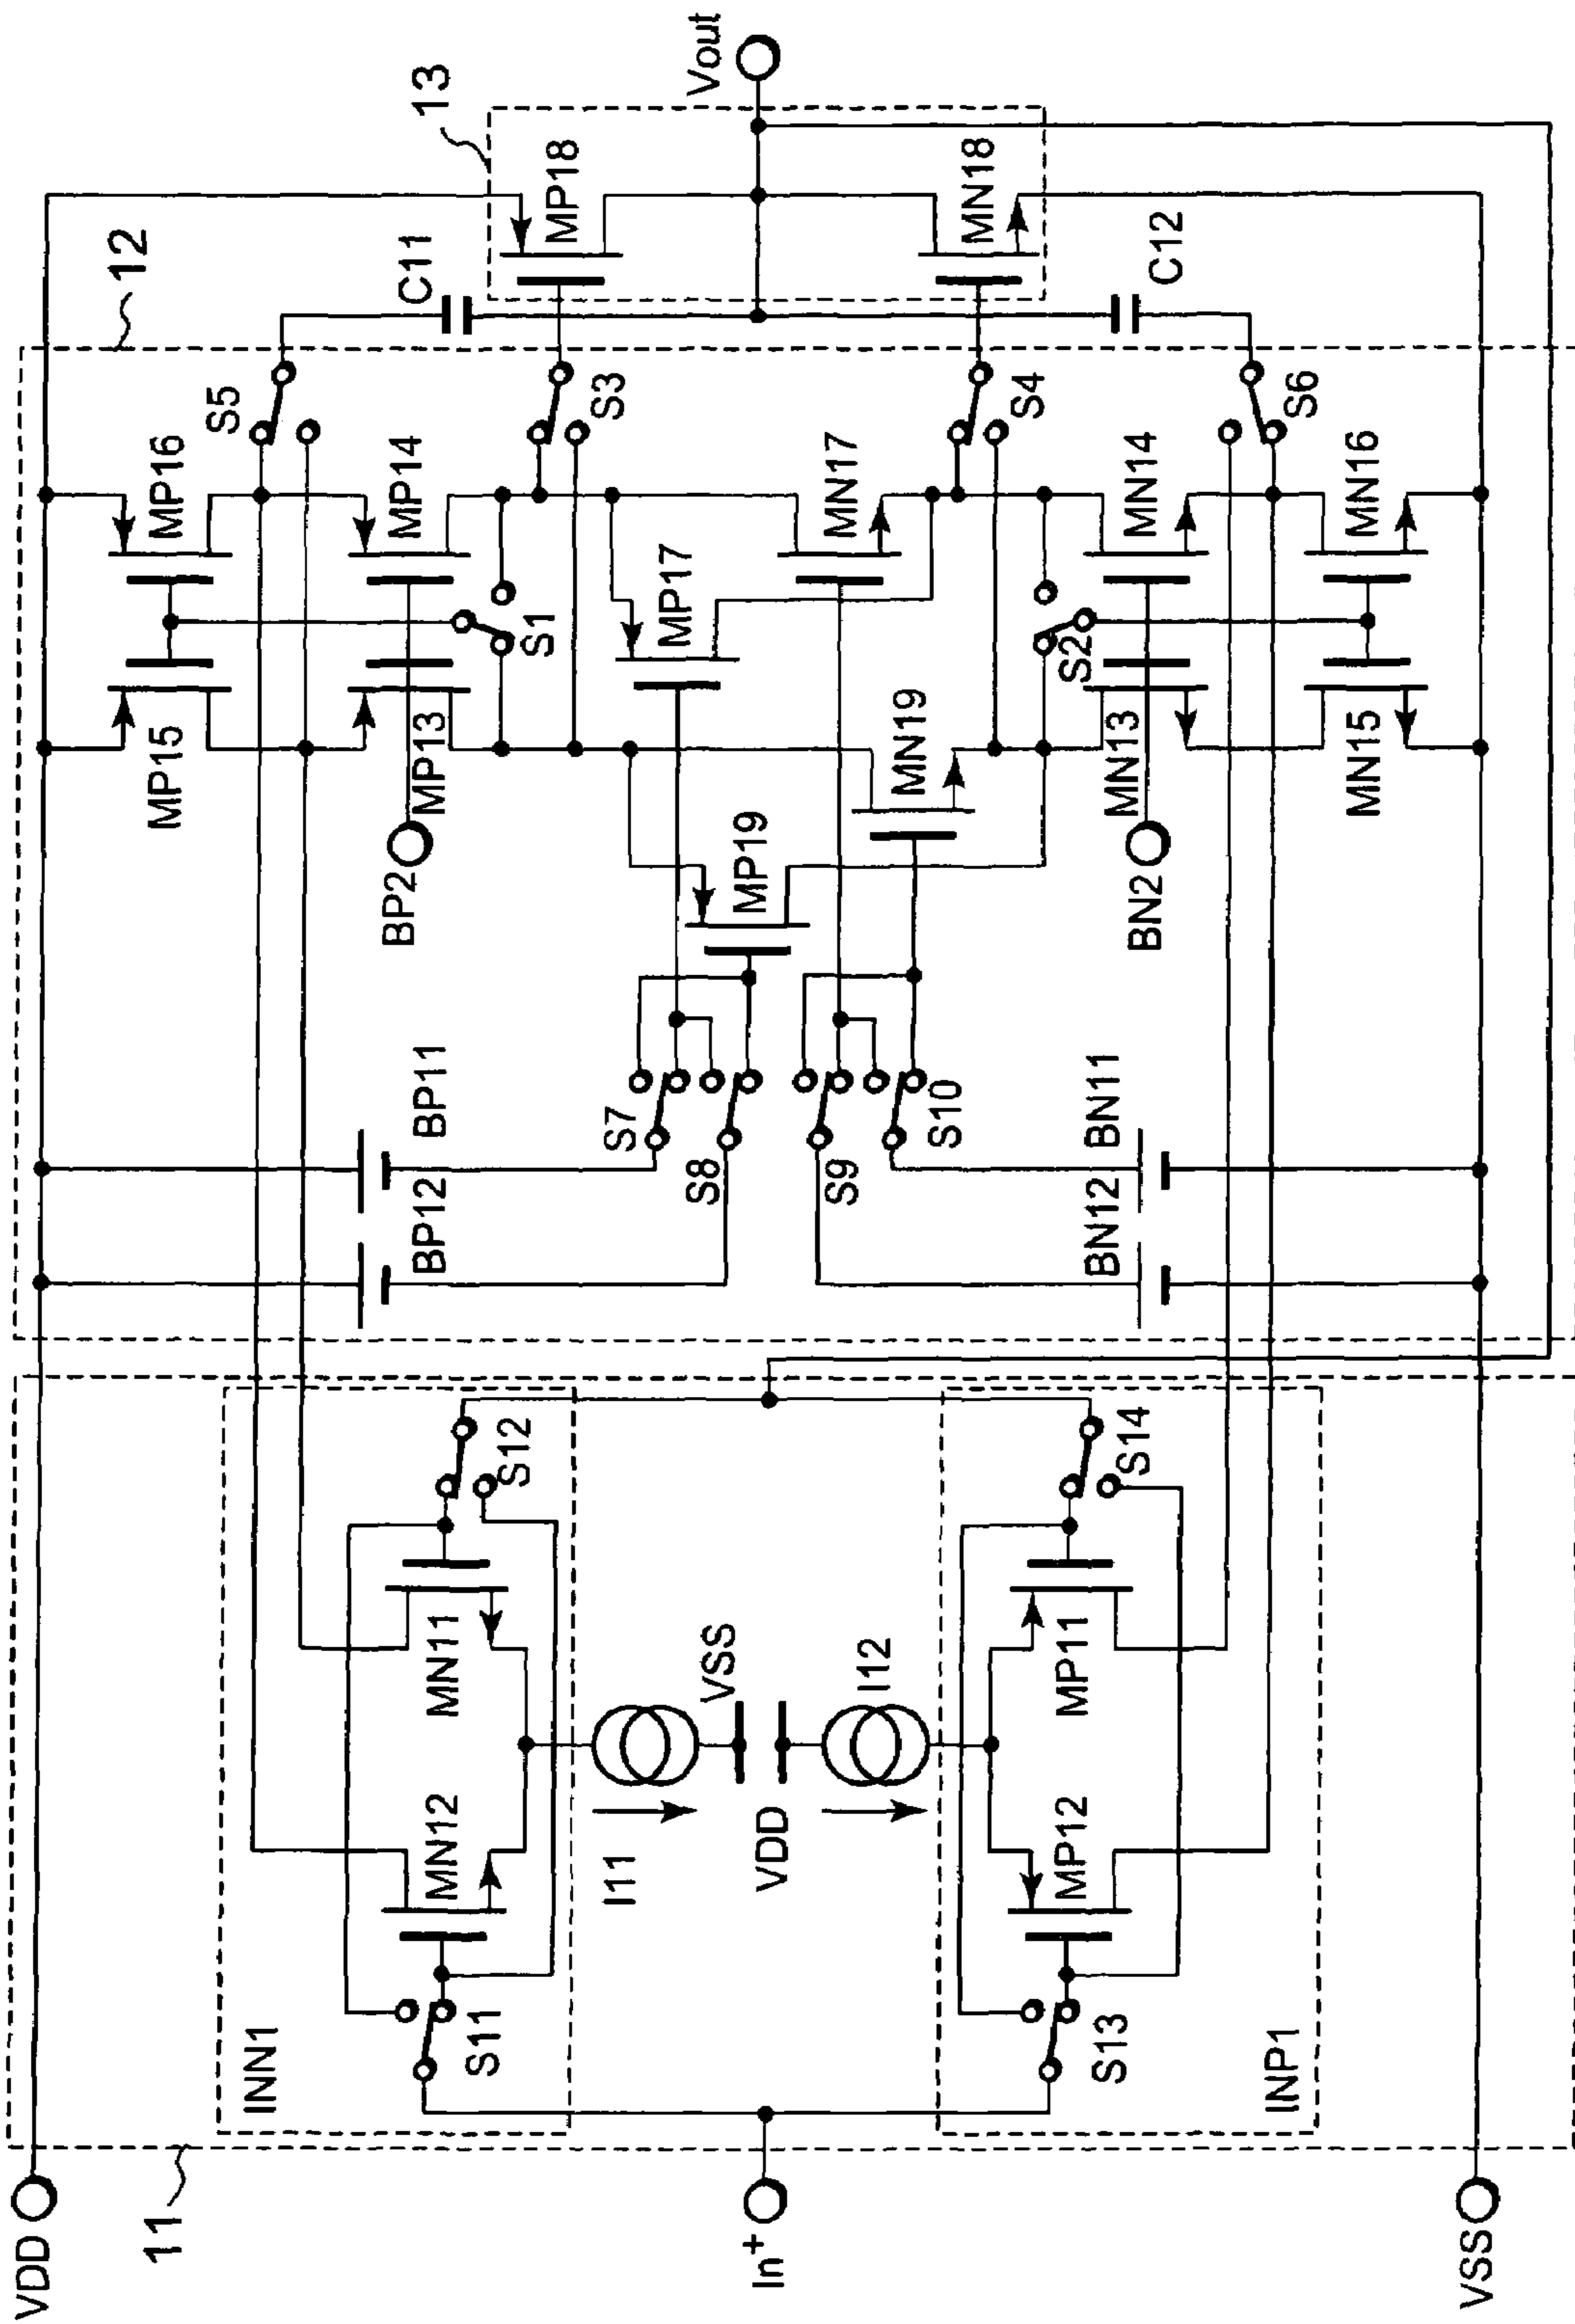 VDD
11
INN1
S11
MN12
MN11
S12
In+
I11
VSS
VDD
I12
INP1
S13
MP12
MP11
S14
VSS
12
BP12
BP11
S7
S8
S9
S10
BN12
BN11
MP15
MP16
S5
BP2
MP13
MP14
S1
S3
MP19
MP17
MN19
MN17
S4
S2
BN2
MN13
MN14
S6
MN15
MN16
C11
C12
13
MP18
MN18
Vout